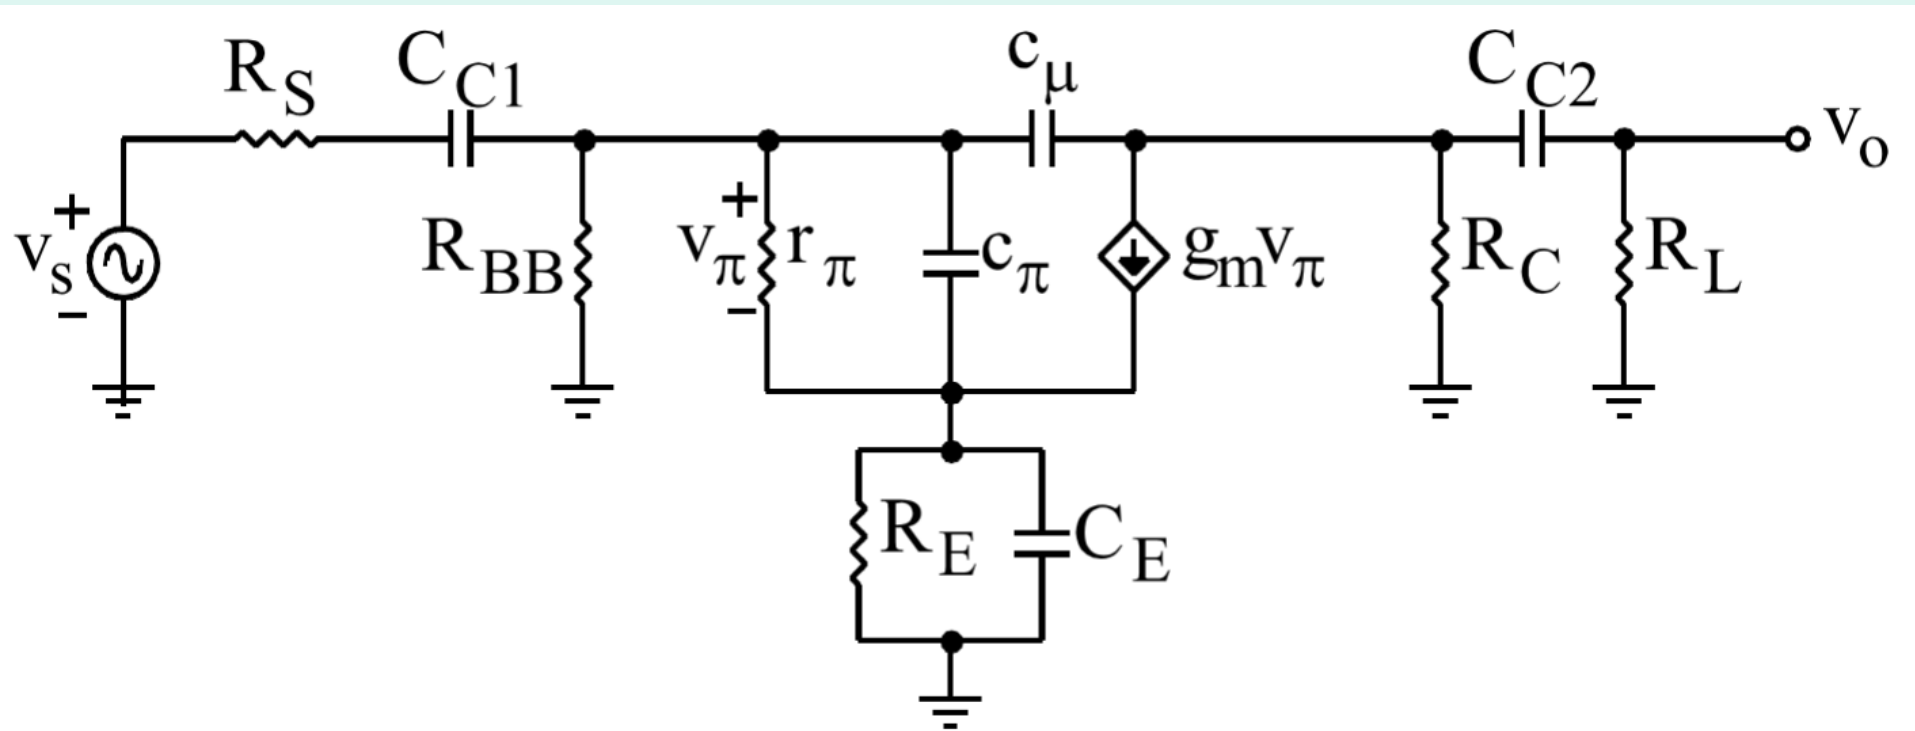 R_S
C_C1
c_μ
C_C2
v_o
+
v_s
−
R_BB
+
v_π
−
r_π
c_π
g_m v_π
R_C
R_L
R_E
C_E